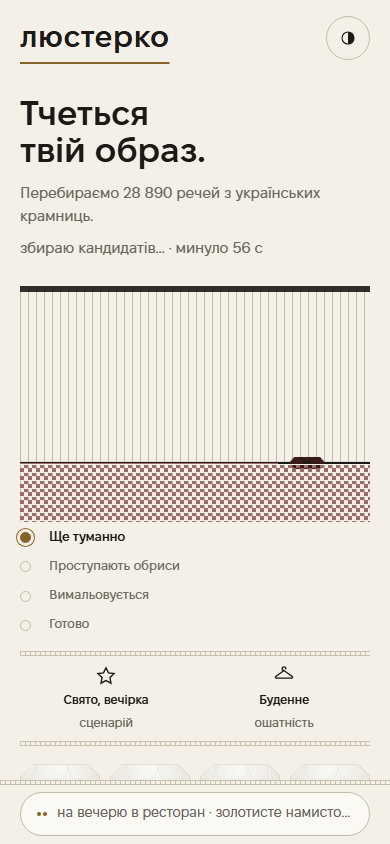 люстерко
Тчеться
твій образ.
Перебираємо 28 890 речей з українських
крамниць.
збираю кандидатів... · минуло 56 с
Ще туманно
Проступають обриси
Вимальовується
Готово
Свято, вечірка
сценарій
Буденне
ошатність
на вечерю в ресторан · золотисте намисто...